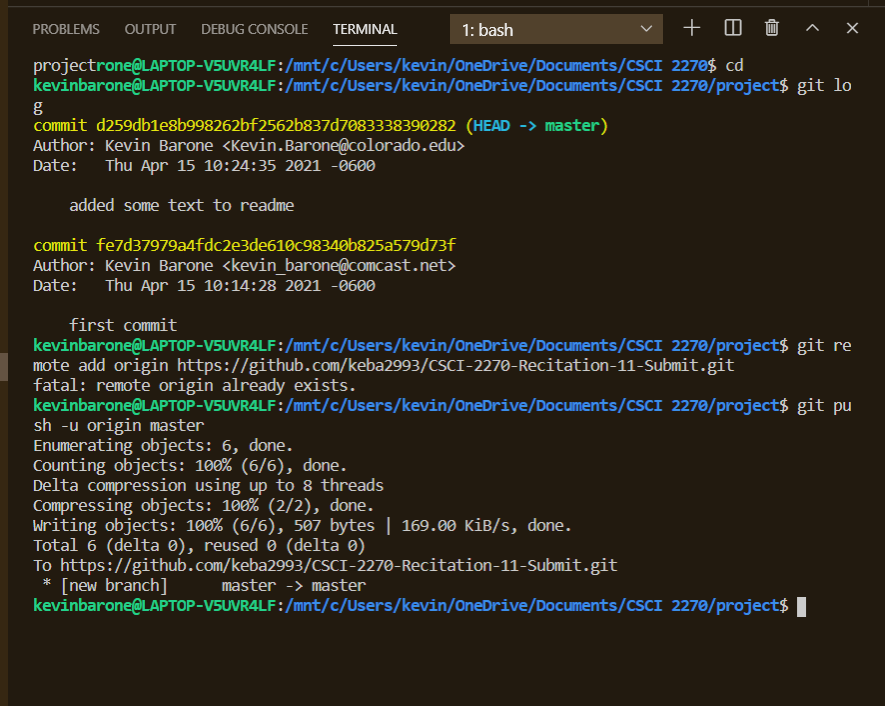 PROBLEMS OUTPUT DEBUG CONSOLE TERMINAL 1: bash
projectrone@LAPTOP-V5UVR4LF:/mnt/c/Users/kevin/OneDrive/Documents/CSCI 2270$ cd
kevinbarone@LAPTOP-V5UVR4LF:/mnt/c/Users/kevin/OneDrive/Documents/CSCI 2270/project$ git lo
g
commit d259db1e8b998262bf2562b837d7083338390282 (HEAD -> master)
Author: Kevin Barone <Kevin.Barone@colorado.edu>
Date:   Thu Apr 15 10:24:35 2021 -0600
    added some text to readme
commit fe7d37979a4fdc2e3de610c98340b825a579d73f
Author: Kevin Barone <kevin_barone@comcast.net>
Date:   Thu Apr 15 10:14:28 2021 -0600
    first commit
kevinbarone@LAPTOP-V5UVR4LF:/mnt/c/Users/kevin/OneDrive/Documents/CSCI 2270/project$ git re
mote add origin https://github.com/keba2993/CSCI-2270-Recitation-11-Submit.git
fatal: remote origin already exists.
kevinbarone@LAPTOP-V5UVR4LF:/mnt/c/Users/kevin/OneDrive/Documents/CSCI 2270/project$ git pu
sh -u origin master
Enumerating objects: 6, done.
Counting objects: 100% (6/6), done.
Delta compression using up to 8 threads
Compressing objects: 100% (2/2), done.
Writing objects: 100% (6/6), 507 bytes | 169.00 KiB/s, done.
Total 6 (delta 0), reused 0 (delta 0)
To https://github.com/keba2993/CSCI-2270-Recitation-11-Submit.git
 * [new branch]      master -> master
kevinbarone@LAPTOP-V5UVR4LF:/mnt/c/Users/kevin/OneDrive/Documents/CSCI 2270/project$